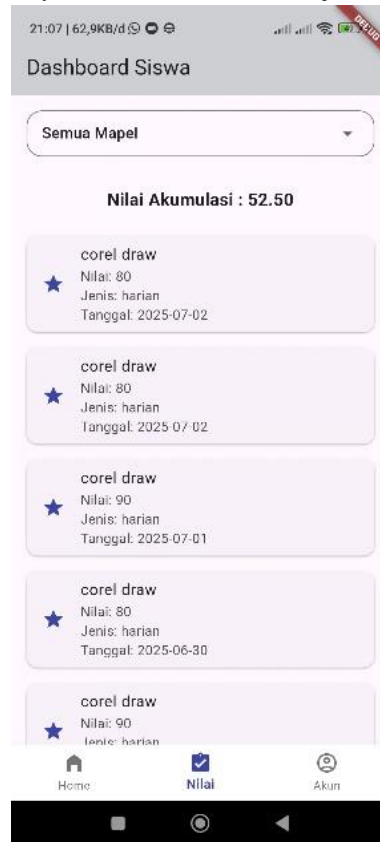 21:07 | 62,9KB/d
DEBUG
Dashboard Siswa
Semua Mapel
Nilai Akumulasi : 52.50
corel draw
Nilai: 80
Jenis: harian
Tanggal: 2025-07-02
corel draw
Nilai: 80
Jenis: harian
Tanggal: 2025-07-02
corel draw
Nilai: 90
Jenis: harian
Tanggal: 2025-07-01
corel draw
Nilai: 80
Jenis: harian
Tanggal: 2025-06-30
corel draw
Nilai: 90
Jenis: harian
Home Nilai Akun